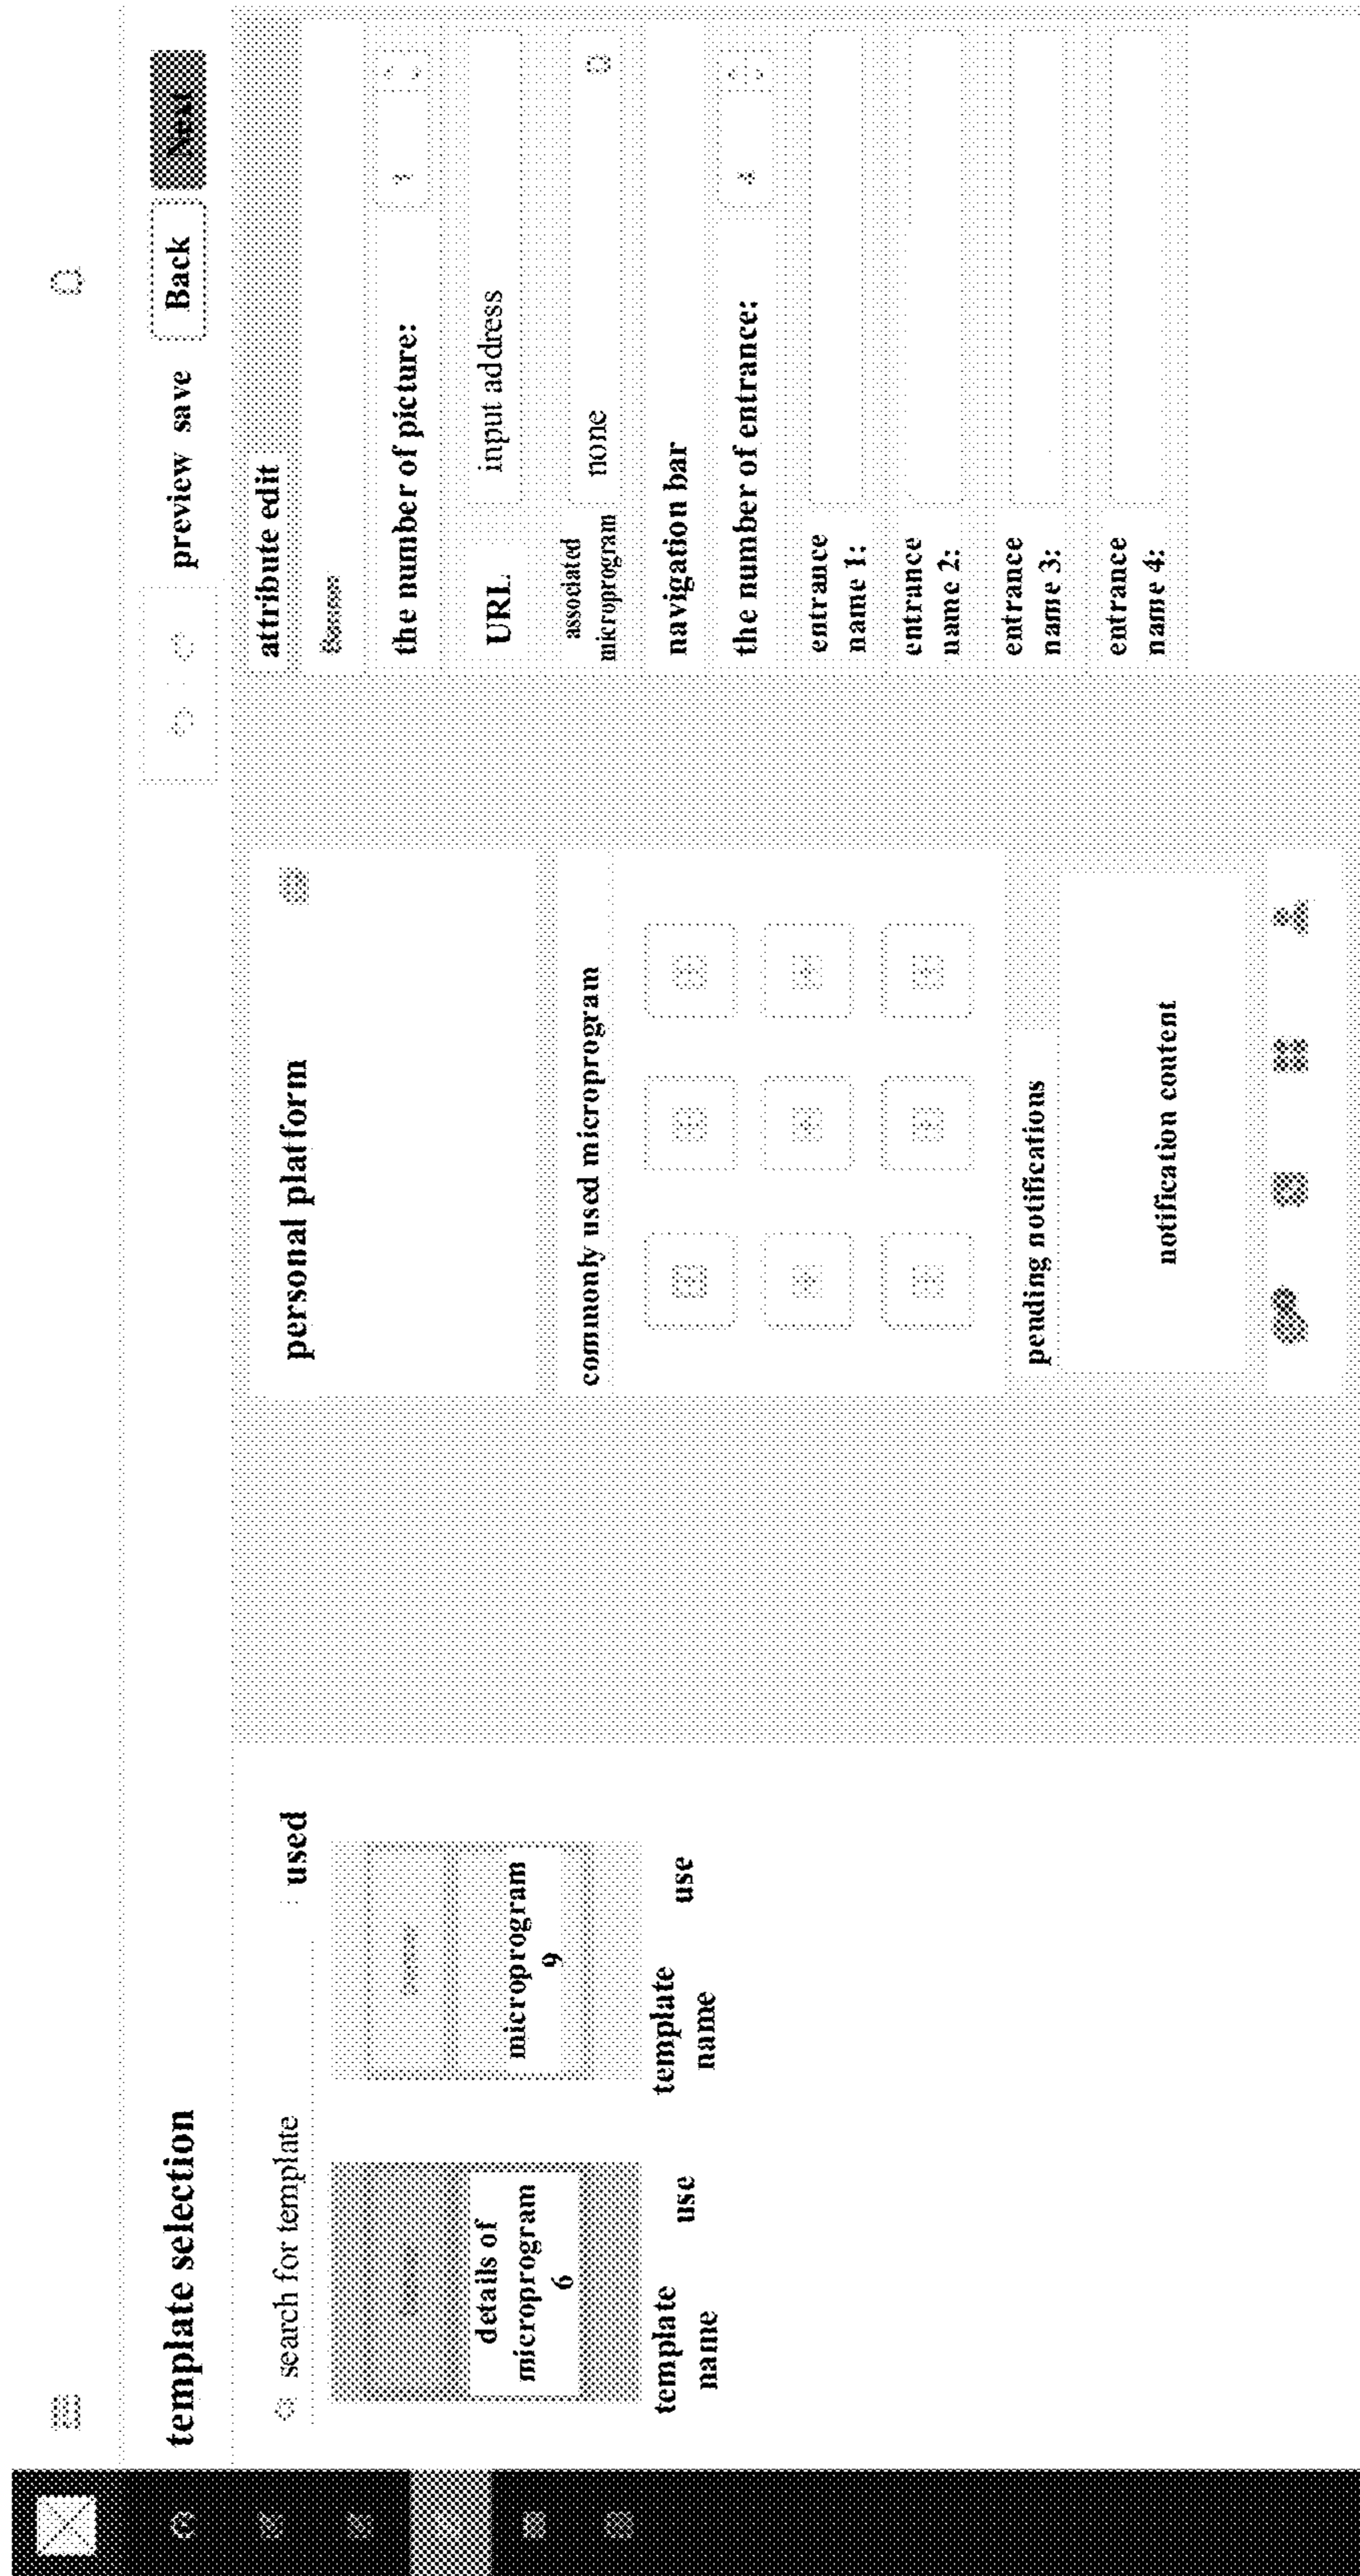 template selection
preview save Back Next
search for template
used
details of
microprogram
6
template
name
use
microprogram
9
template
name
use
personal platform
commonly used microprogram
pending notifications
notification content
attribute edit
the number of picture:
URL
input address
associated
microprogram
none
navigation bar
the number of entrance:
entrance
name 1:
entrance
name 2:
entrance
name 3:
entrance
name 4: